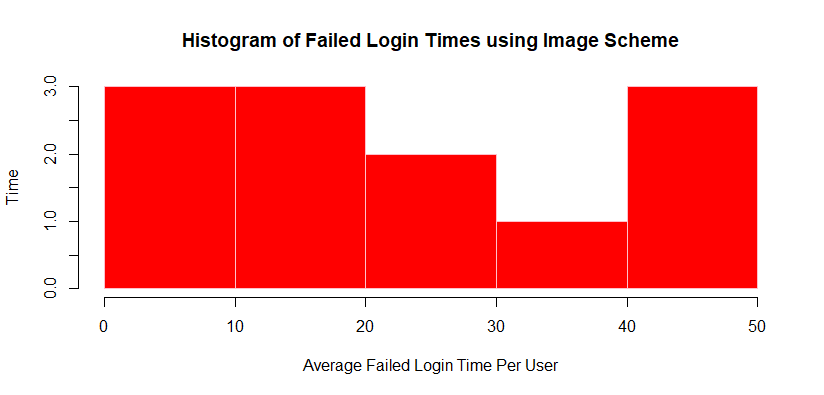 Histogram of Failed Login Times using Image Scheme
3.0
2.0
1.0
0.0
Time
0 10 20 30 40 50
Average Failed Login Time Per User